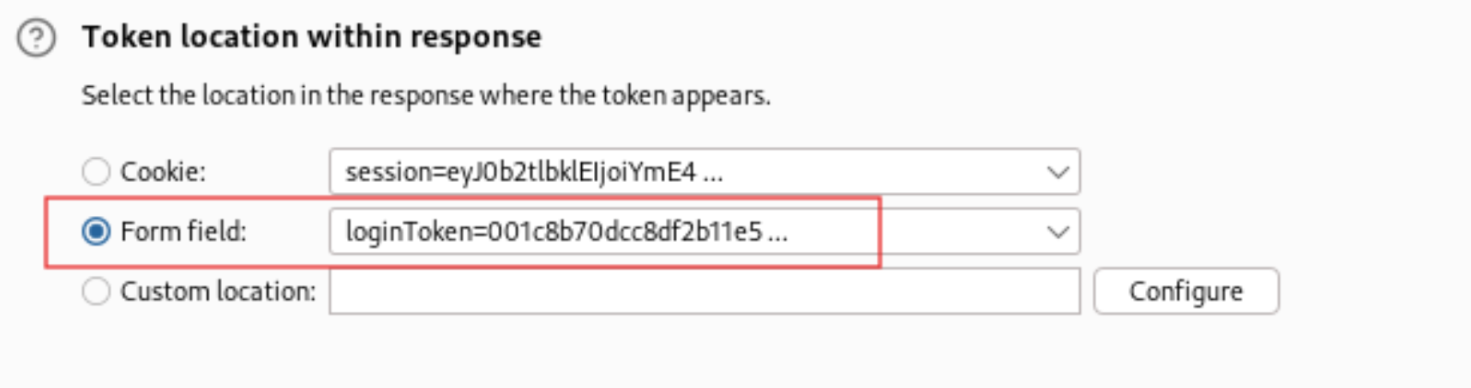 ?
Token location within response
Select the location in the response where the token appears.
Cookie: session=eyJ0b2tlbklEIjoiYmE4 ...
Form field: loginToken=001c8b70dcc8df2b11e5 ...
Custom location: Configure